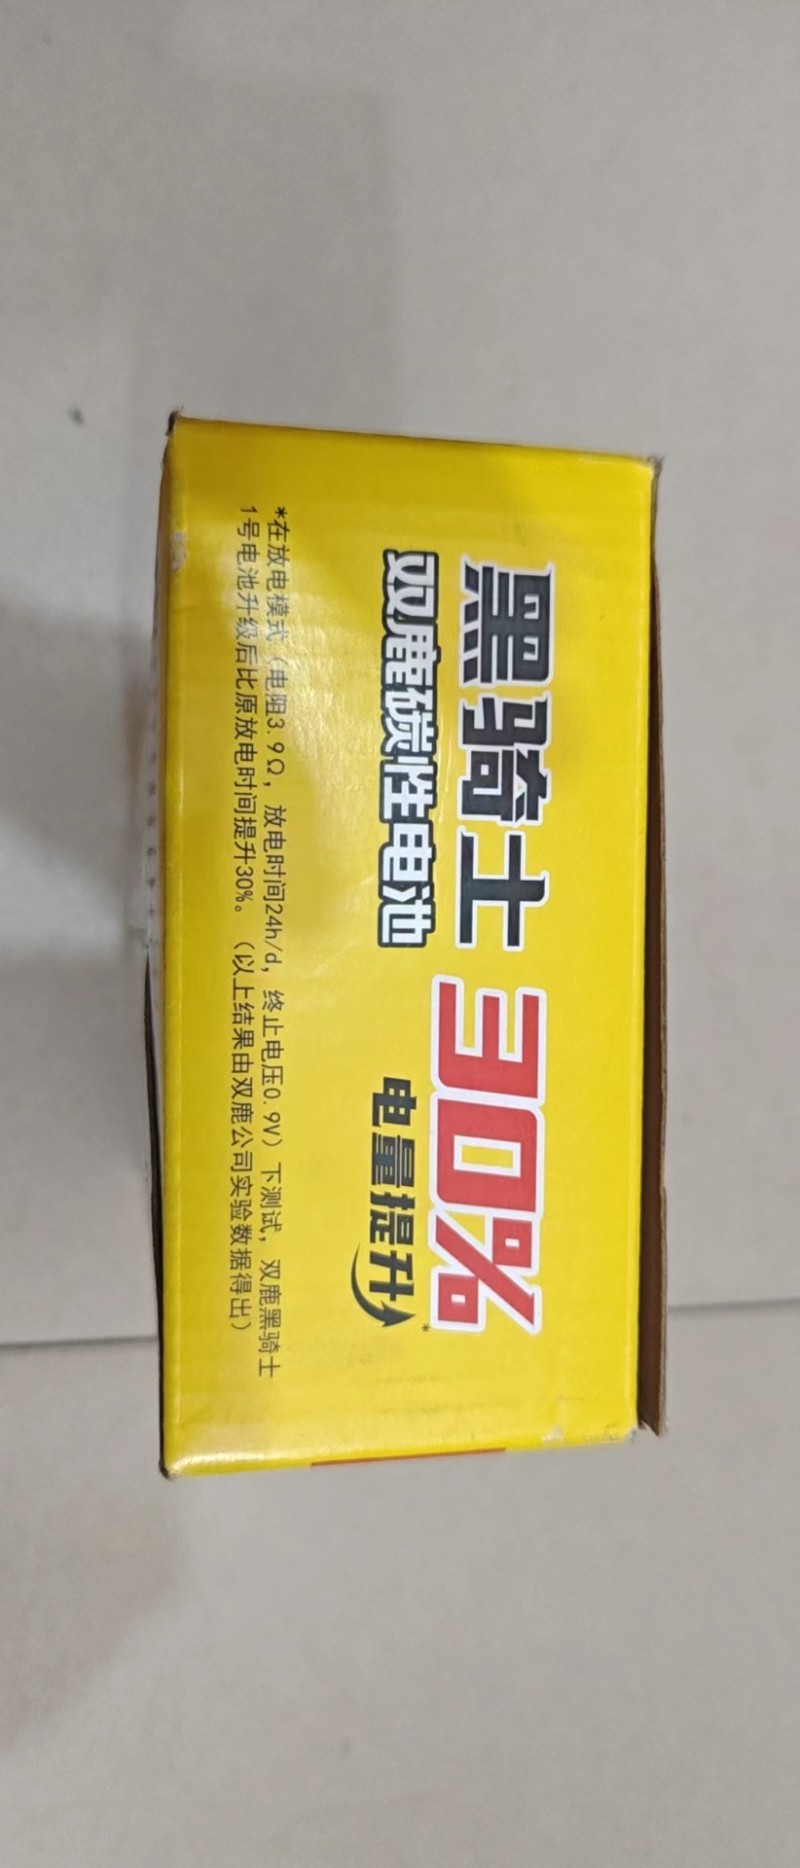 黑骑士 30%
双鹿碳性电池 电量提升*
*在放电模式（电阻3.9Ω，放电时间24h/d，终止电压0.9V）下测试，双鹿黑骑士
1号电池升级后比原放电时间提升30%。（以上结果由双鹿公司实验数据得出）